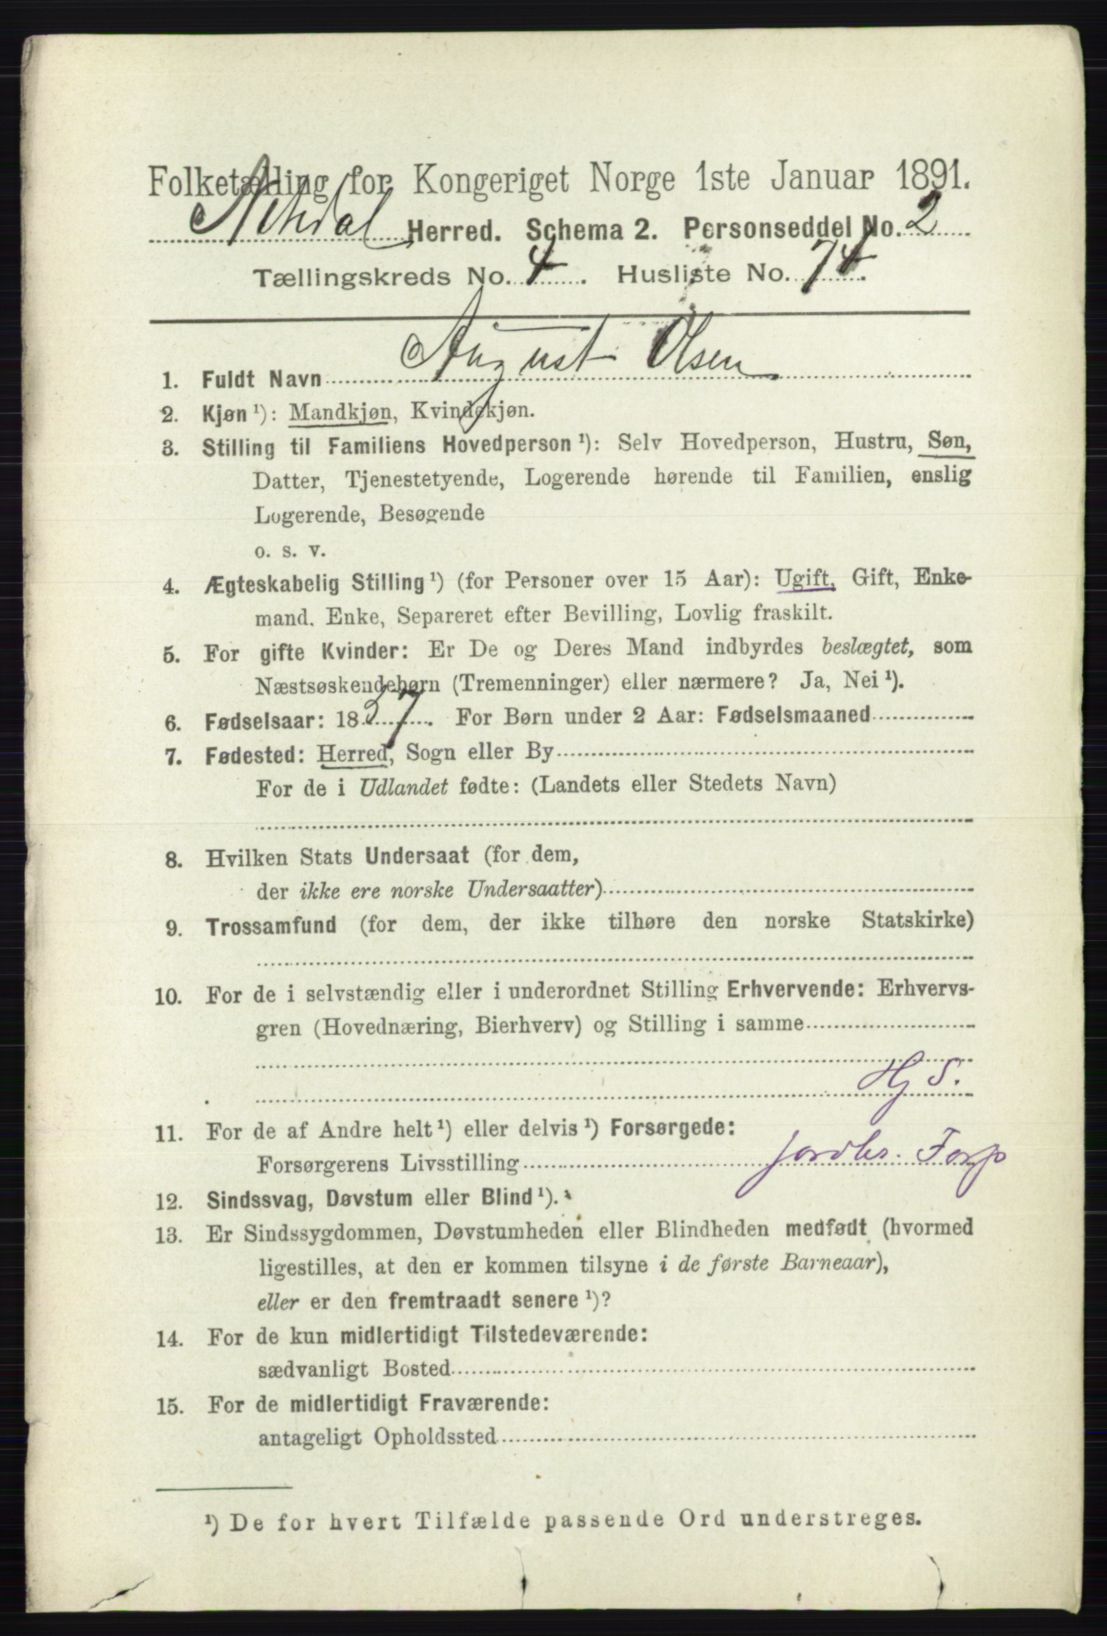 Folketælling for Kongeriget Norge 1ste Januar 1891.
Herred. Schema 2. Personseddel No. 2
Tællingskreds No. 4. Husliste No. 74.
1. Fuldt Navn August Olsen
2. Kjøn ¹): Mandkjøn, Kvindekjøn.
3. Stilling til Familiens Hovedperson ¹): Selv Hovedperson, Hustru, Søn,
Datter, Tjenestetyende, Logerende hørende til Familien, enslig
Logerende, Besøgende
o. s. v.
4. Ægteskabelig Stilling ¹) (for Personer over 15 Aar): Ugift, Gift, Enke-
mand. Enke, Separeret efter Bevilling, Lovlig fraskilt.
5. For gifte Kvinder: Er De og Deres Mand indbyrdes beslægtet, som
Næstsøskendebørn (Tremenninger) eller nærmere? Ja, Nei ¹).
6. Fødselsaar: 1837. For Børn under 2 Aar: Fødselsmaaned
7. Fødested: Herred, Sogn eller By
For de i Udlandet fødte: (Landets eller Stedets Navn)
8. Hvilken Stats Undersaat (for dem,
der ikke ere norske Undersaatter)
9. Trossamfund (for dem, der ikke tilhøre den norske Statskirke)
10. For de i selvstændig eller i underordnet Stilling Erhvervende: Erhvervs-
gren (Hovednæring, Bierhverv) og Stilling i samme
Hj S.
11. For de af Andre helt ¹) eller delvis ¹) Forsørgede:
Forsørgerens Livsstilling jordbr. Forp
12. Sindssvag, Døvstum eller Blind ¹).
13. Er Sindssygdommen, Døvstumheden eller Blindheden medfødt (hvormed
ligestilles, at den er kommen tilsyne i de første Barneaar),
eller er den fremtraadt senere ¹)?
14. For de kun midlertidigt Tilstedeværende:
sædvanligt Bosted
15. For de midlertidigt Fraværende:
antageligt Opholdssted
¹) De for hvert Tilfælde passende Ord understreges.